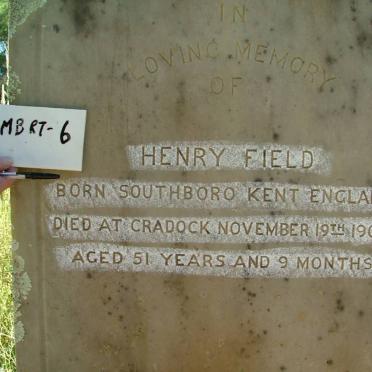 IN
LOVING MEMORY
OF
MBRT-6
HENRY FIELD
BORN SOUTHBORO KENT ENGLA
DIED AT CRADOCK NOVEMBER 19TH 190
AGED 51 YEARS AND 9 MONTHS